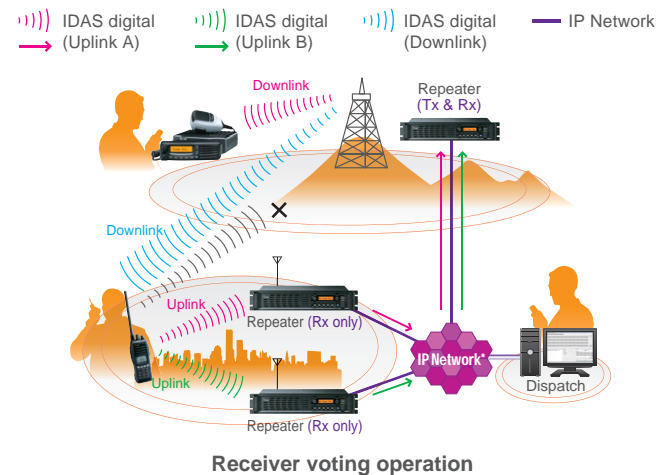 IDAS digital
(Uplink A)
IDAS digital
(Uplink B)
IDAS digital
(Downlink)
IP Network
Downlink
Repeater
(Tx & Rx)
Downlink
Uplink
Repeater (Rx only)
IP Network*
Uplink
Dispatch
Repeater (Rx only)
Receiver voting operation